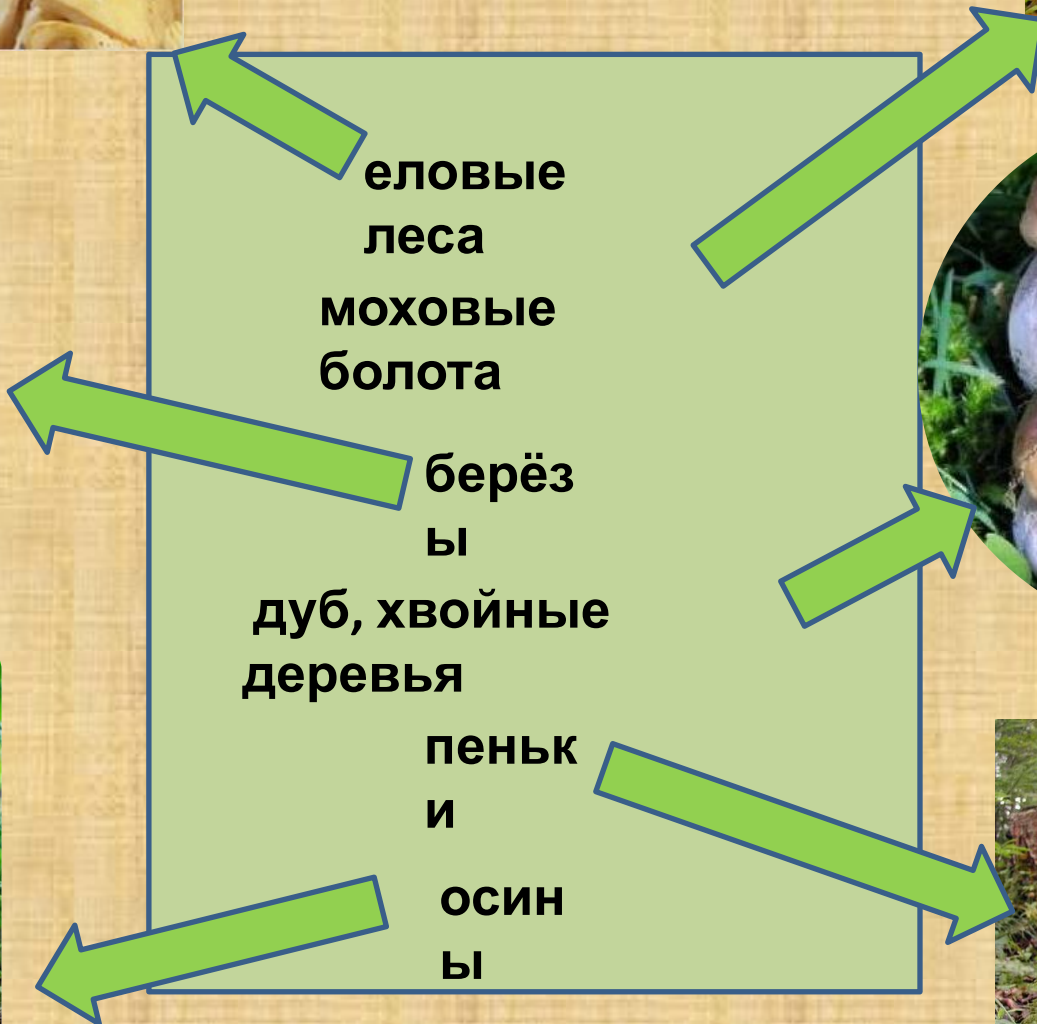 еловые
леса
моховые
болота
берёз
ы
дуб, хвойные
деревья
пеньк
и
осин
ы